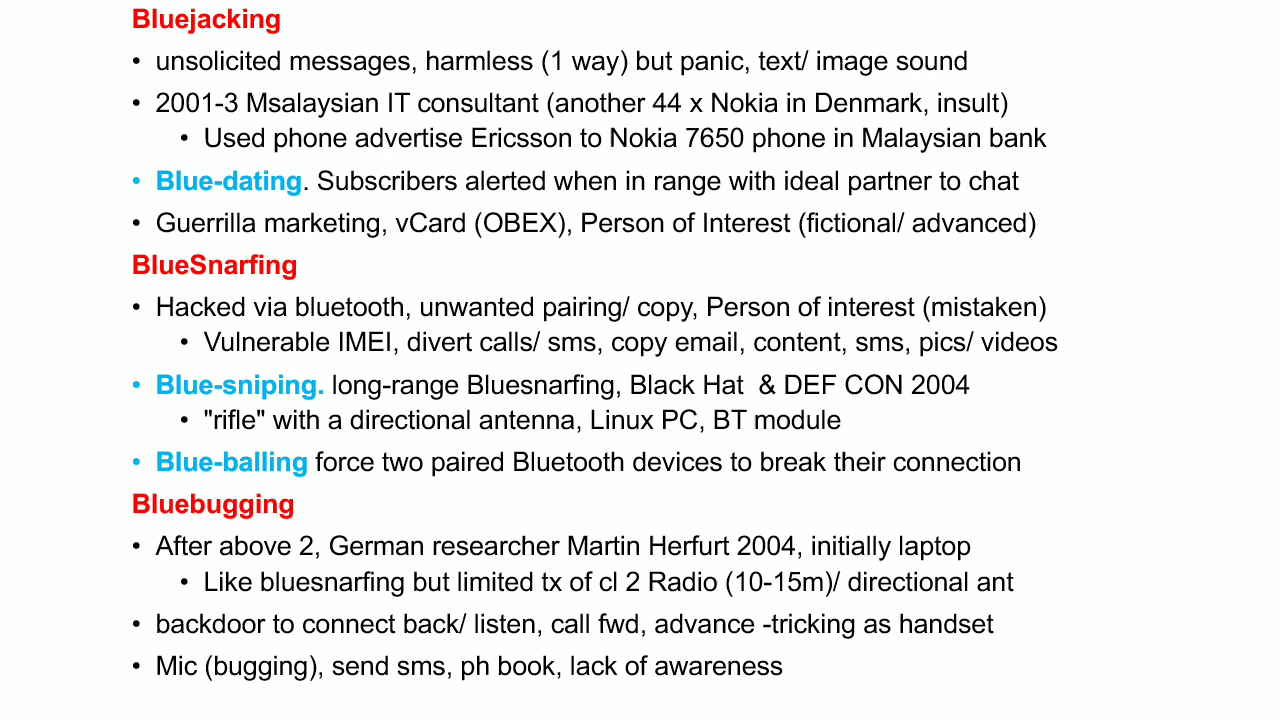 Bluejacking
• unsolicited messages, harmless (1 way) but panic, text/ image sound
• 2001-3 Msalaysian IT consultant (another 44 x Nokia in Denmark, insult)
• Used phone advertise Ericsson to Nokia 7650 phone in Malaysian bank
• Blue-dating. Subscribers alerted when in range with ideal partner to chat
• Guerrilla marketing, vCard (OBEX), Person of Interest (fictional/ advanced)
BlueSnarfing
• Hacked via bluetooth, unwanted pairing/ copy, Person of interest (mistaken)
• Vulnerable IMEI, divert calls/ sms, copy email, content, sms, pics/ videos
• Blue-sniping. long-range Bluesnarfing, Black Hat & DEF CON 2004
• "rifle" with a directional antenna, Linux PC, BT module
• Blue-balling force two paired Bluetooth devices to break their connection
Bluebugging
• After above 2, German researcher Martin Herfurt 2004, initially laptop
• Like bluesnarfing but limited tx of cl 2 Radio (10-15m)/ directional ant
• backdoor to connect back/ listen, call fwd, advance -tricking as handset
• Mic (bugging), send sms, ph book, lack of awareness